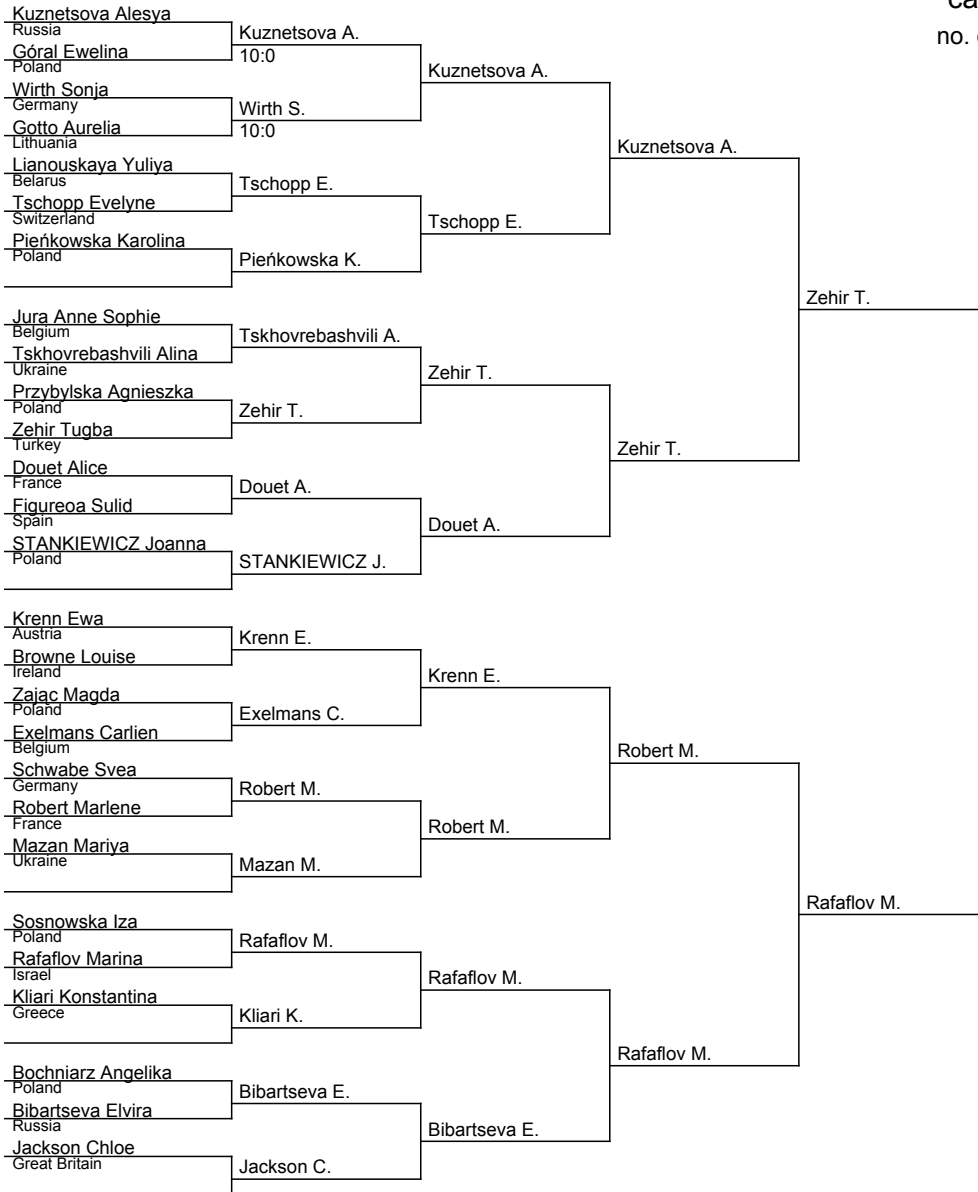 ca
no.
Kuznetsova Alesya
Russia
Góral Ewelina
Poland
Wirth Sonja
Germany
Gotto Aurelia
Lithuania
Lianouskaya Yuliya
Belarus
Tschopp Evelyne
Switzerland
Pieńkowska Karolina
Poland
Jura Anne Sophie
Belgium
Tskhovrebashvili Alina
Ukraine
Przybylska Agnieszka
Poland
Zehir Tugba
Turkey
Douet Alice
France
Figureoa Sulid
Spain
STANKIEWICZ Joanna
Poland
Krenn Ewa
Austria
Browne Louise
Ireland
Zając Magda
Poland
Exelmans Carlien
Belgium
Schwabe Svea
Germany
Robert Marlene
France
Mazan Mariya
Ukraine
Sosnowska Iza
Poland
Rafaflov Marina
Israel
Kliari Konstantina
Greece
Bochniarz Angelika
Poland
Bibartseva Elvira
Russia
Jackson Chloe
Great Britain
Kuznetsova A.
10:0
Wirth S.
10:0
Tschopp E.
Pieńkowska K.
Tskhovrebashvili A.
Zehir T.
Douet A.
STANKIEWICZ J.
Krenn E.
Exelmans C.
Robert M.
Mazan M.
Rafaflov M.
Kliari K.
Bibartseva E.
Jackson C.
Kuznetsova A.
Tschopp E.
Zehir T.
Douet A.
Krenn E.
Robert M.
Rafaflov M.
Bibartseva E.
Kuznetsova A.
Zehir T.
Robert M.
Rafaflov M.
Zehir T.
Rafaflov M.